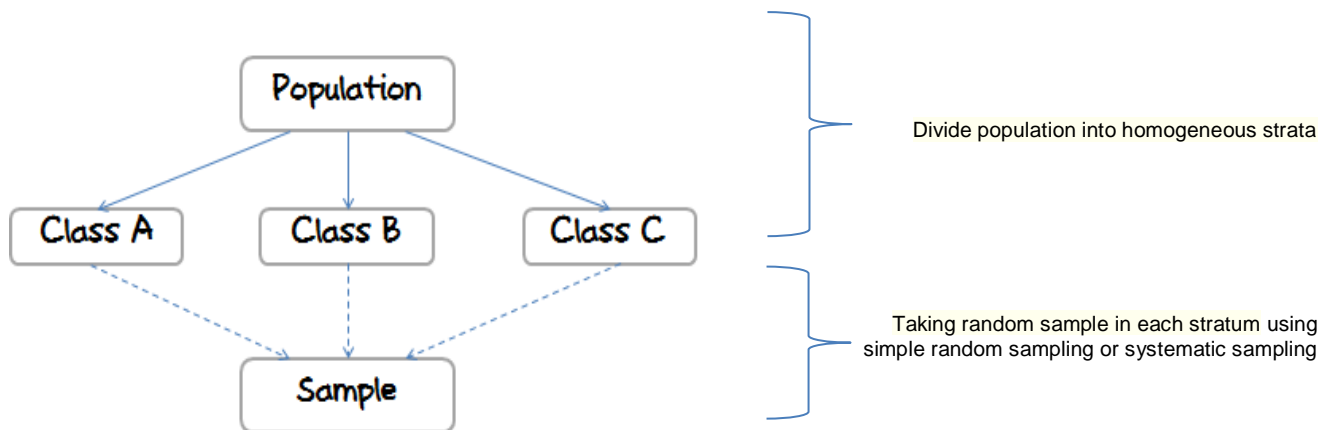 Population
Divide population into homogeneous strata
Class A
Class B
Class C
Taking random sample in each stratum using
simple random sampling or systematic sampling
Sample